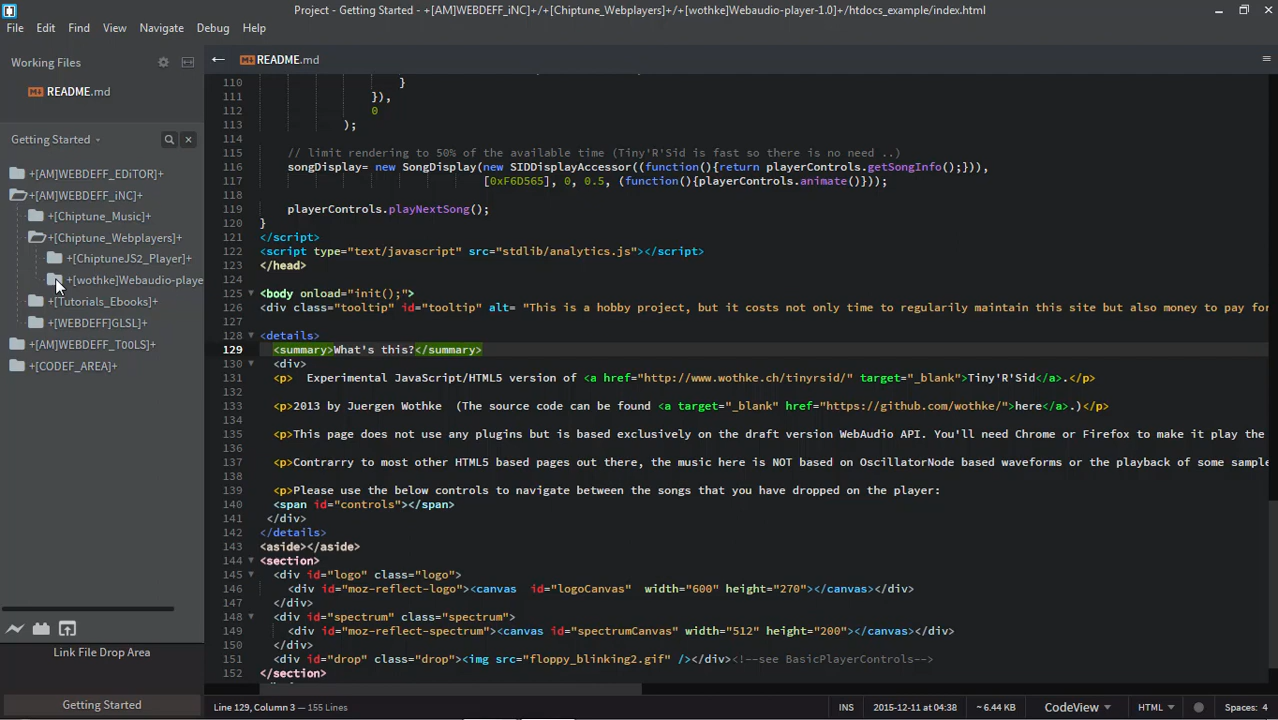 Project - Getting Started - +[AM]WEBDEFF_iNC]+/+[Chiptune_Webplayers]+/+[wothke]Webaudio-player-1.0]+/htdocs_example/index.html
File Edit Find View Navigate Debug Help
Working Files
README.md
Getting Started
+[AM]WEBDEFF_EDiTOR]+
+[AM]WEBDEFF_iNC]+
+[Chiptune_Music]+
+[Chiptune_Webplayers]+
+[ChiptuneJS2_Player]+
+[wothke]Webaudio-playe
+[Tutorials_Ebooks]+
+[WEBDEFF]GLSL]+
+[AM]WEBDEFF_T00LS]+
+[CODEF_AREA]+
Link File Drop Area
Getting Started
← README.md
110 }
111 }),
112 0
113 );
114
115 // limit rendering to 50% of the available time (Tiny'R'Sid is fast so there is no need ..)
116 songDisplay= new SongDisplay(new SIDDisplayAccessor((function(){return playerControls.getSongInfo();})),
117 [0xF6D565], 0, 0.5, (function(){playerControls.animate()}));
118
119 playerControls.playNextSong();
120 }
121 </script>
122 <script type="text/javascript" src="stdlib/analytics.js"></script>
123 </head>
124
125 <body onload="init();">
126 <div class="tooltip" id="tooltip" alt= "This is a hobby project, but it costs not only time to regularily maintain this site but also money to pay for
127
128 <details>
129 <summary>What's this?</summary>
130 <div>
131 <p> Experimental JavaScript/HTML5 version of <a href="http://www.wothke.ch/tinyrsid/" target="_blank">Tiny'R'Sid</a>.</p>
132
133 <p>2013 by Juergen Wothke (The source code can be found <a target="_blank" href="https://github.com/wothke/">here</a>.)</p>
134
135 <p>This page does not use any plugins but is based exclusively on the draft version WebAudio API. You'll need Chrome or Firefox to make it play the
136
137 <p>Contrarry to most other HTML5 based pages out there, the music here is NOT based on OscillatorNode based waveforms or the playback of some sample
138
139 <p>Please use the below controls to navigate between the songs that you have dropped on the player:
140 <span id="controls"></span>
141 </div>
142 </details>
143 <aside></aside>
144 <section>
145 <div id="logo" class="logo">
146 <div id="moz-reflect-logo"><canvas id="logoCanvas" width="600" height="270"></canvas></div>
147 </div>
148 <div id="spectrum" class="spectrum">
149 <div id="moz-reflect-spectrum"><canvas id="spectrumCanvas" width="512" height="200"></canvas></div>
150 </div>
151 <div id="drop" class="drop"><img src="floppy_blinking2.gif" /></div><!--see BasicPlayerControls-->
152 </section>
Line 129, Column 3 — 155 Lines INS 2015-12-11 04:38 ~ 6.44 KB CodeView HTML Spaces: 4